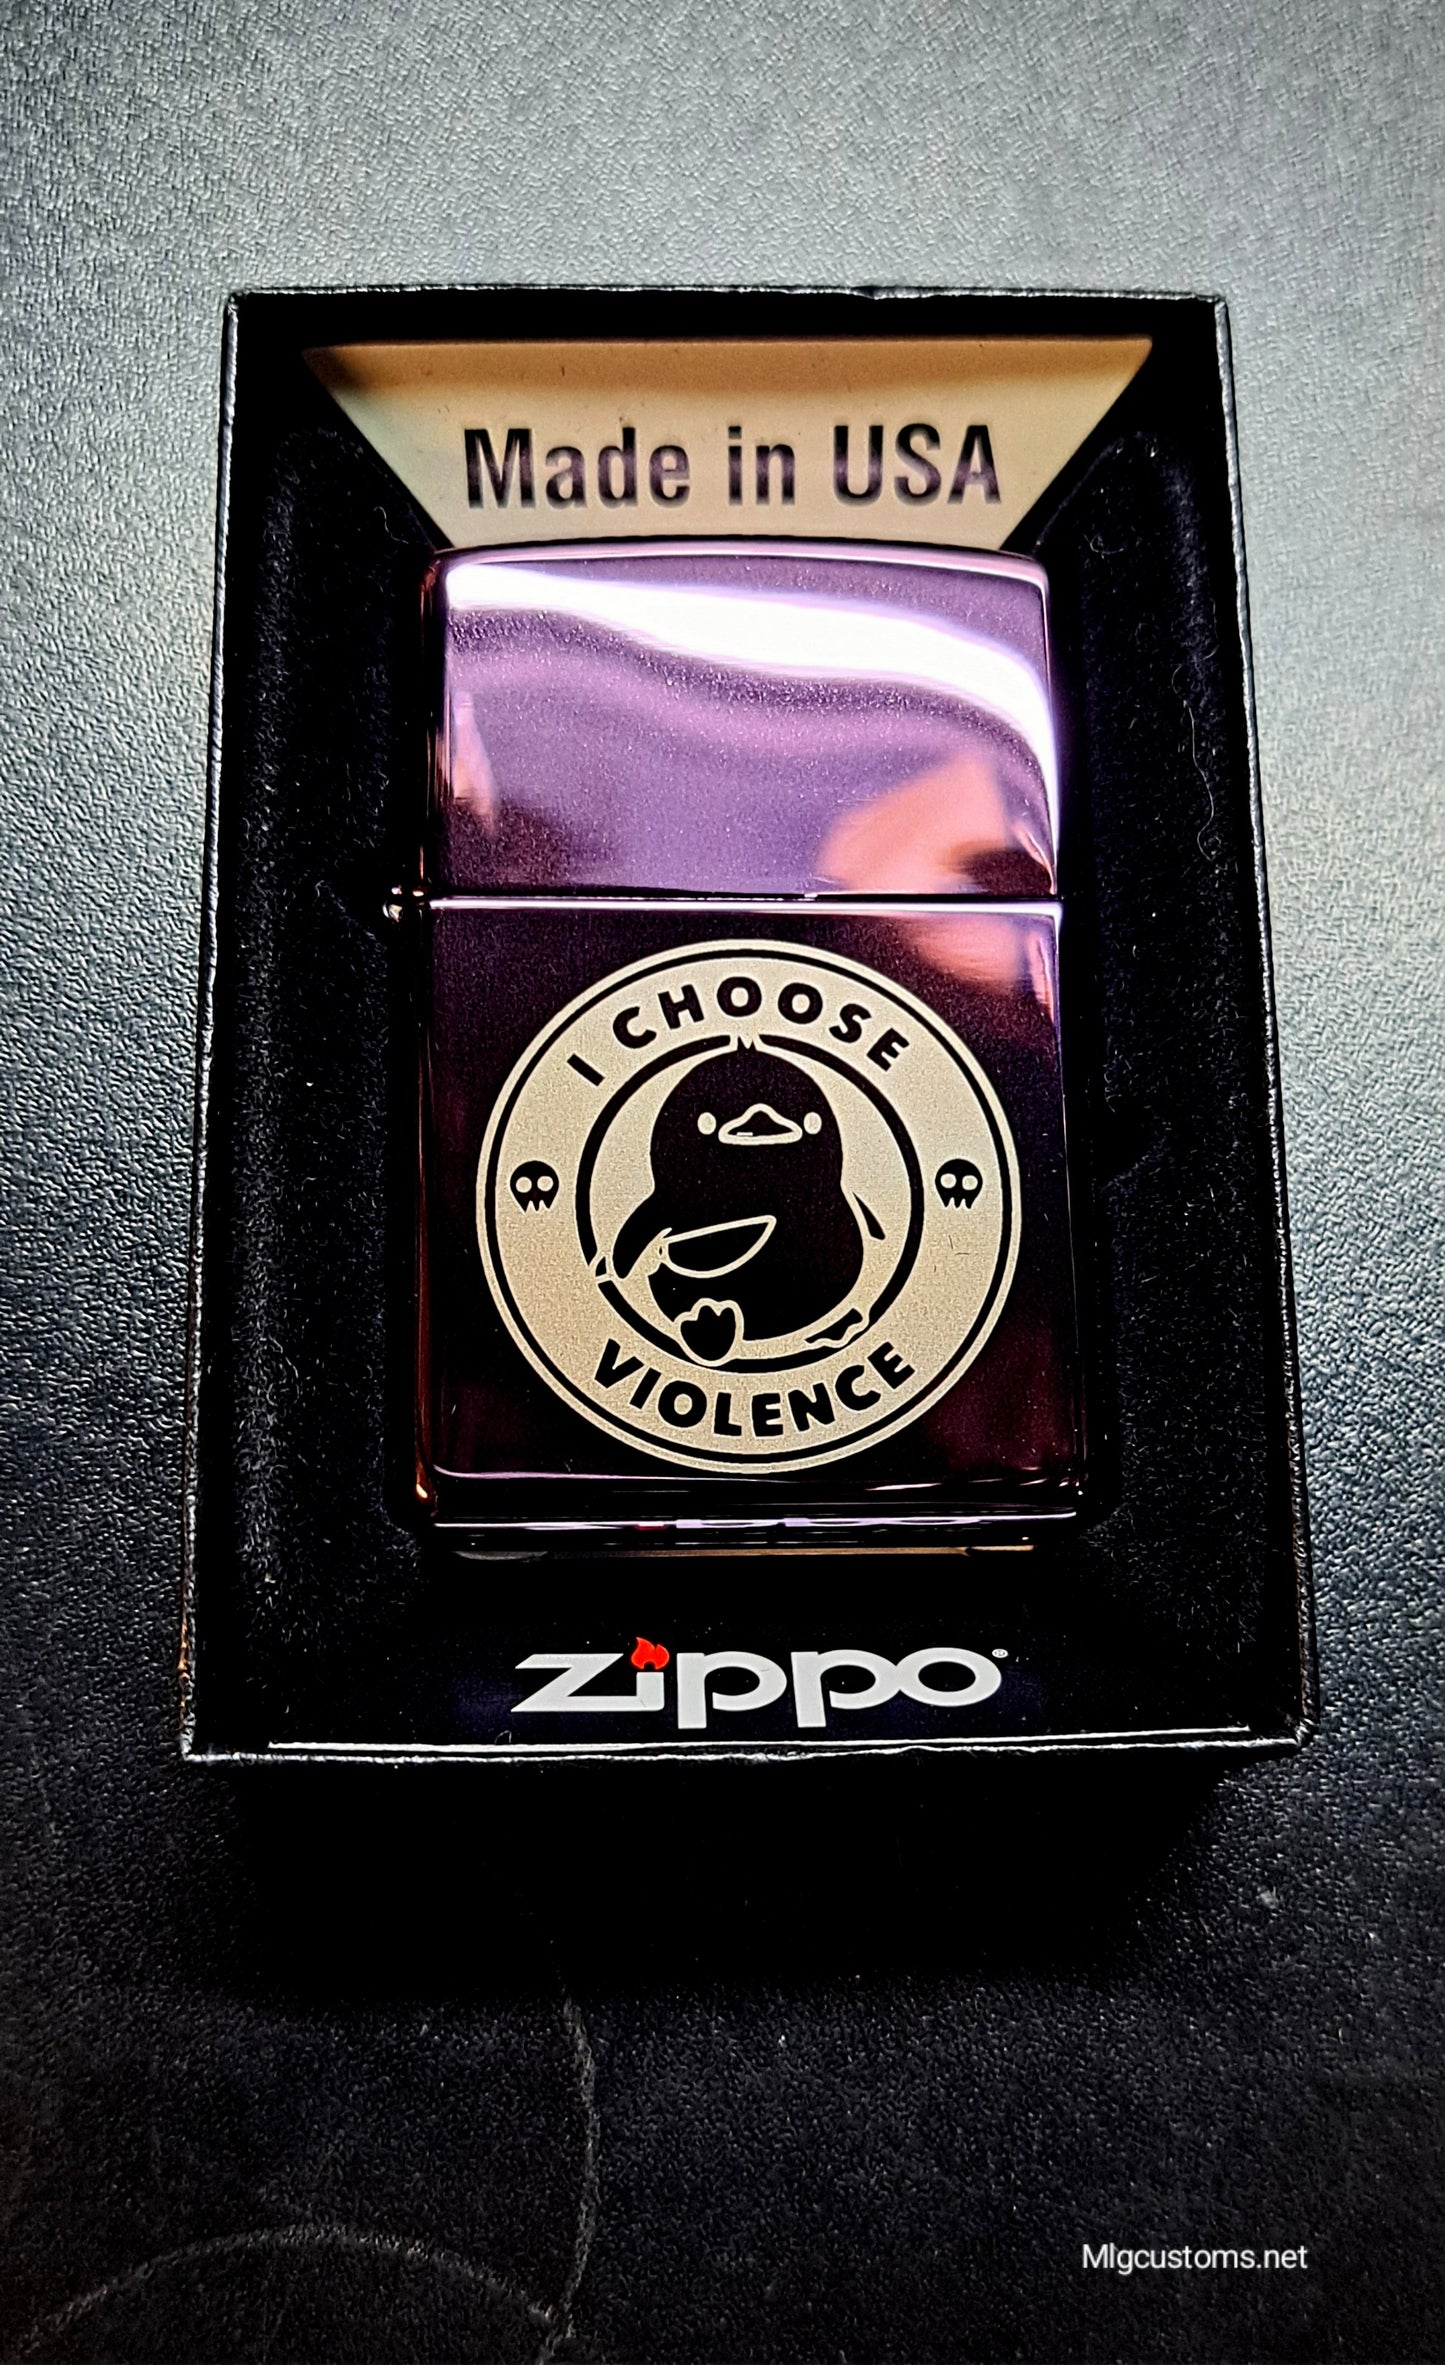 Made in USA
I CHOOSE
VIOLENCE
zippo®
Mlgcustoms.net